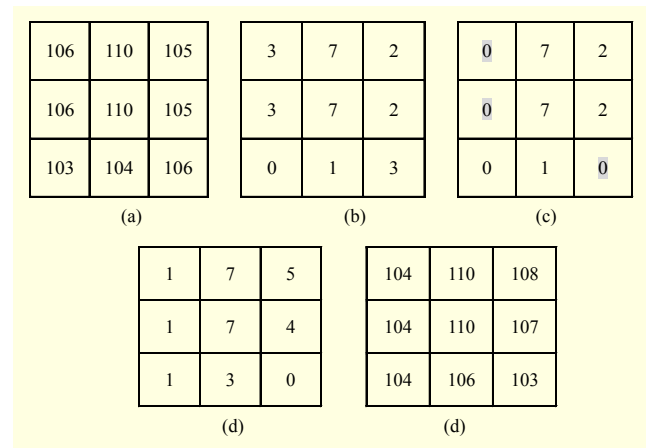 106 110 105 3 7 2 0 7 2
106 110 105 3 7 2 0 7 2
103 104 106 0 1 3 0 1 0
(a) (b) (c)
1 7 5 104 110 108
1 7 4 104 110 107
1 3 0 104 106 103
(d) (d)